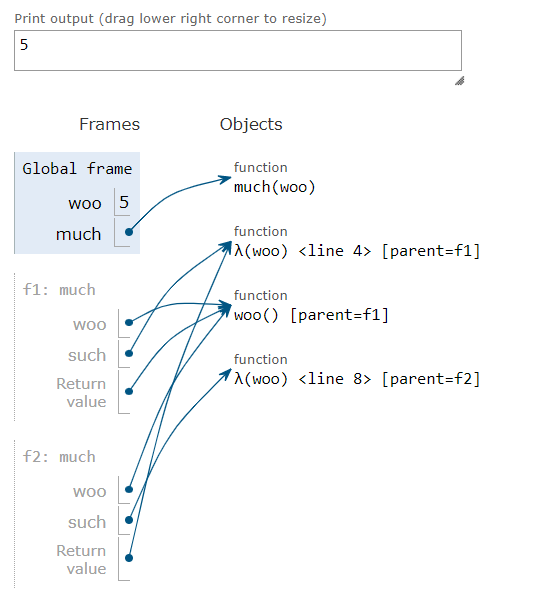 Print output (drag lower right corner to resize)
5
Frames Objects
Global frame
woo 5
much
function
much(woo)
function
λ(woo) <line 4> [parent=f1]
function
woo() [parent=f1]
function
λ(woo) <line 8> [parent=f2]
f1: much
woo
such
Return
value
f2: much
woo
such
Return
value